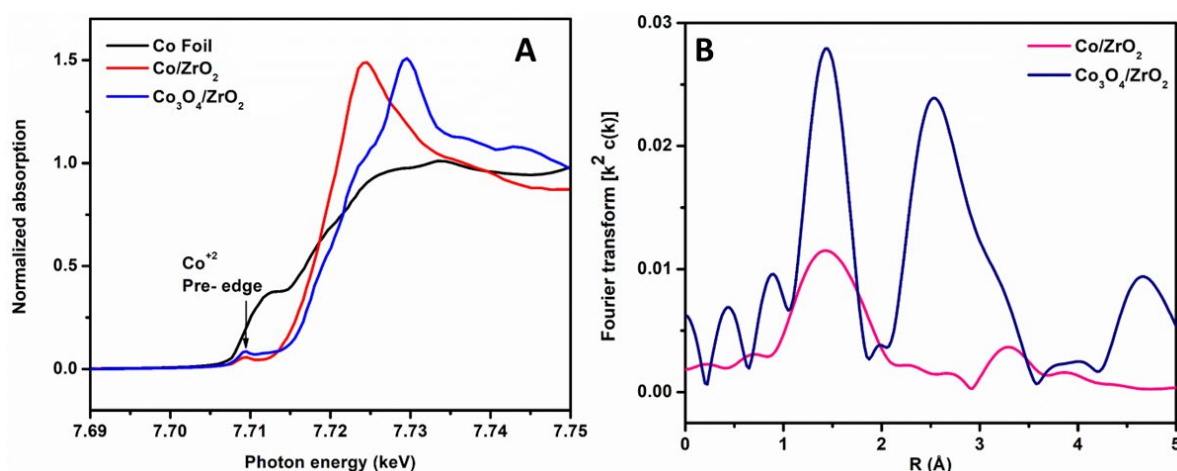 A
Co Foil
Co/ZrO₂
Co₃O₄/ZrO₂
Co⁺²
Pre- edge
Normalized absorption
1.5
1.0
0.5
0.0
7.69
7.70
7.71
7.72
7.73
7.74
7.75
Photon energy (keV)
B
Co/ZrO₂
Co₃O₄/ZrO₂
Fourier transform [k² c(k)]
0.03
0.02
0.01
0.00
0
1
2
3
4
5
R (Å)